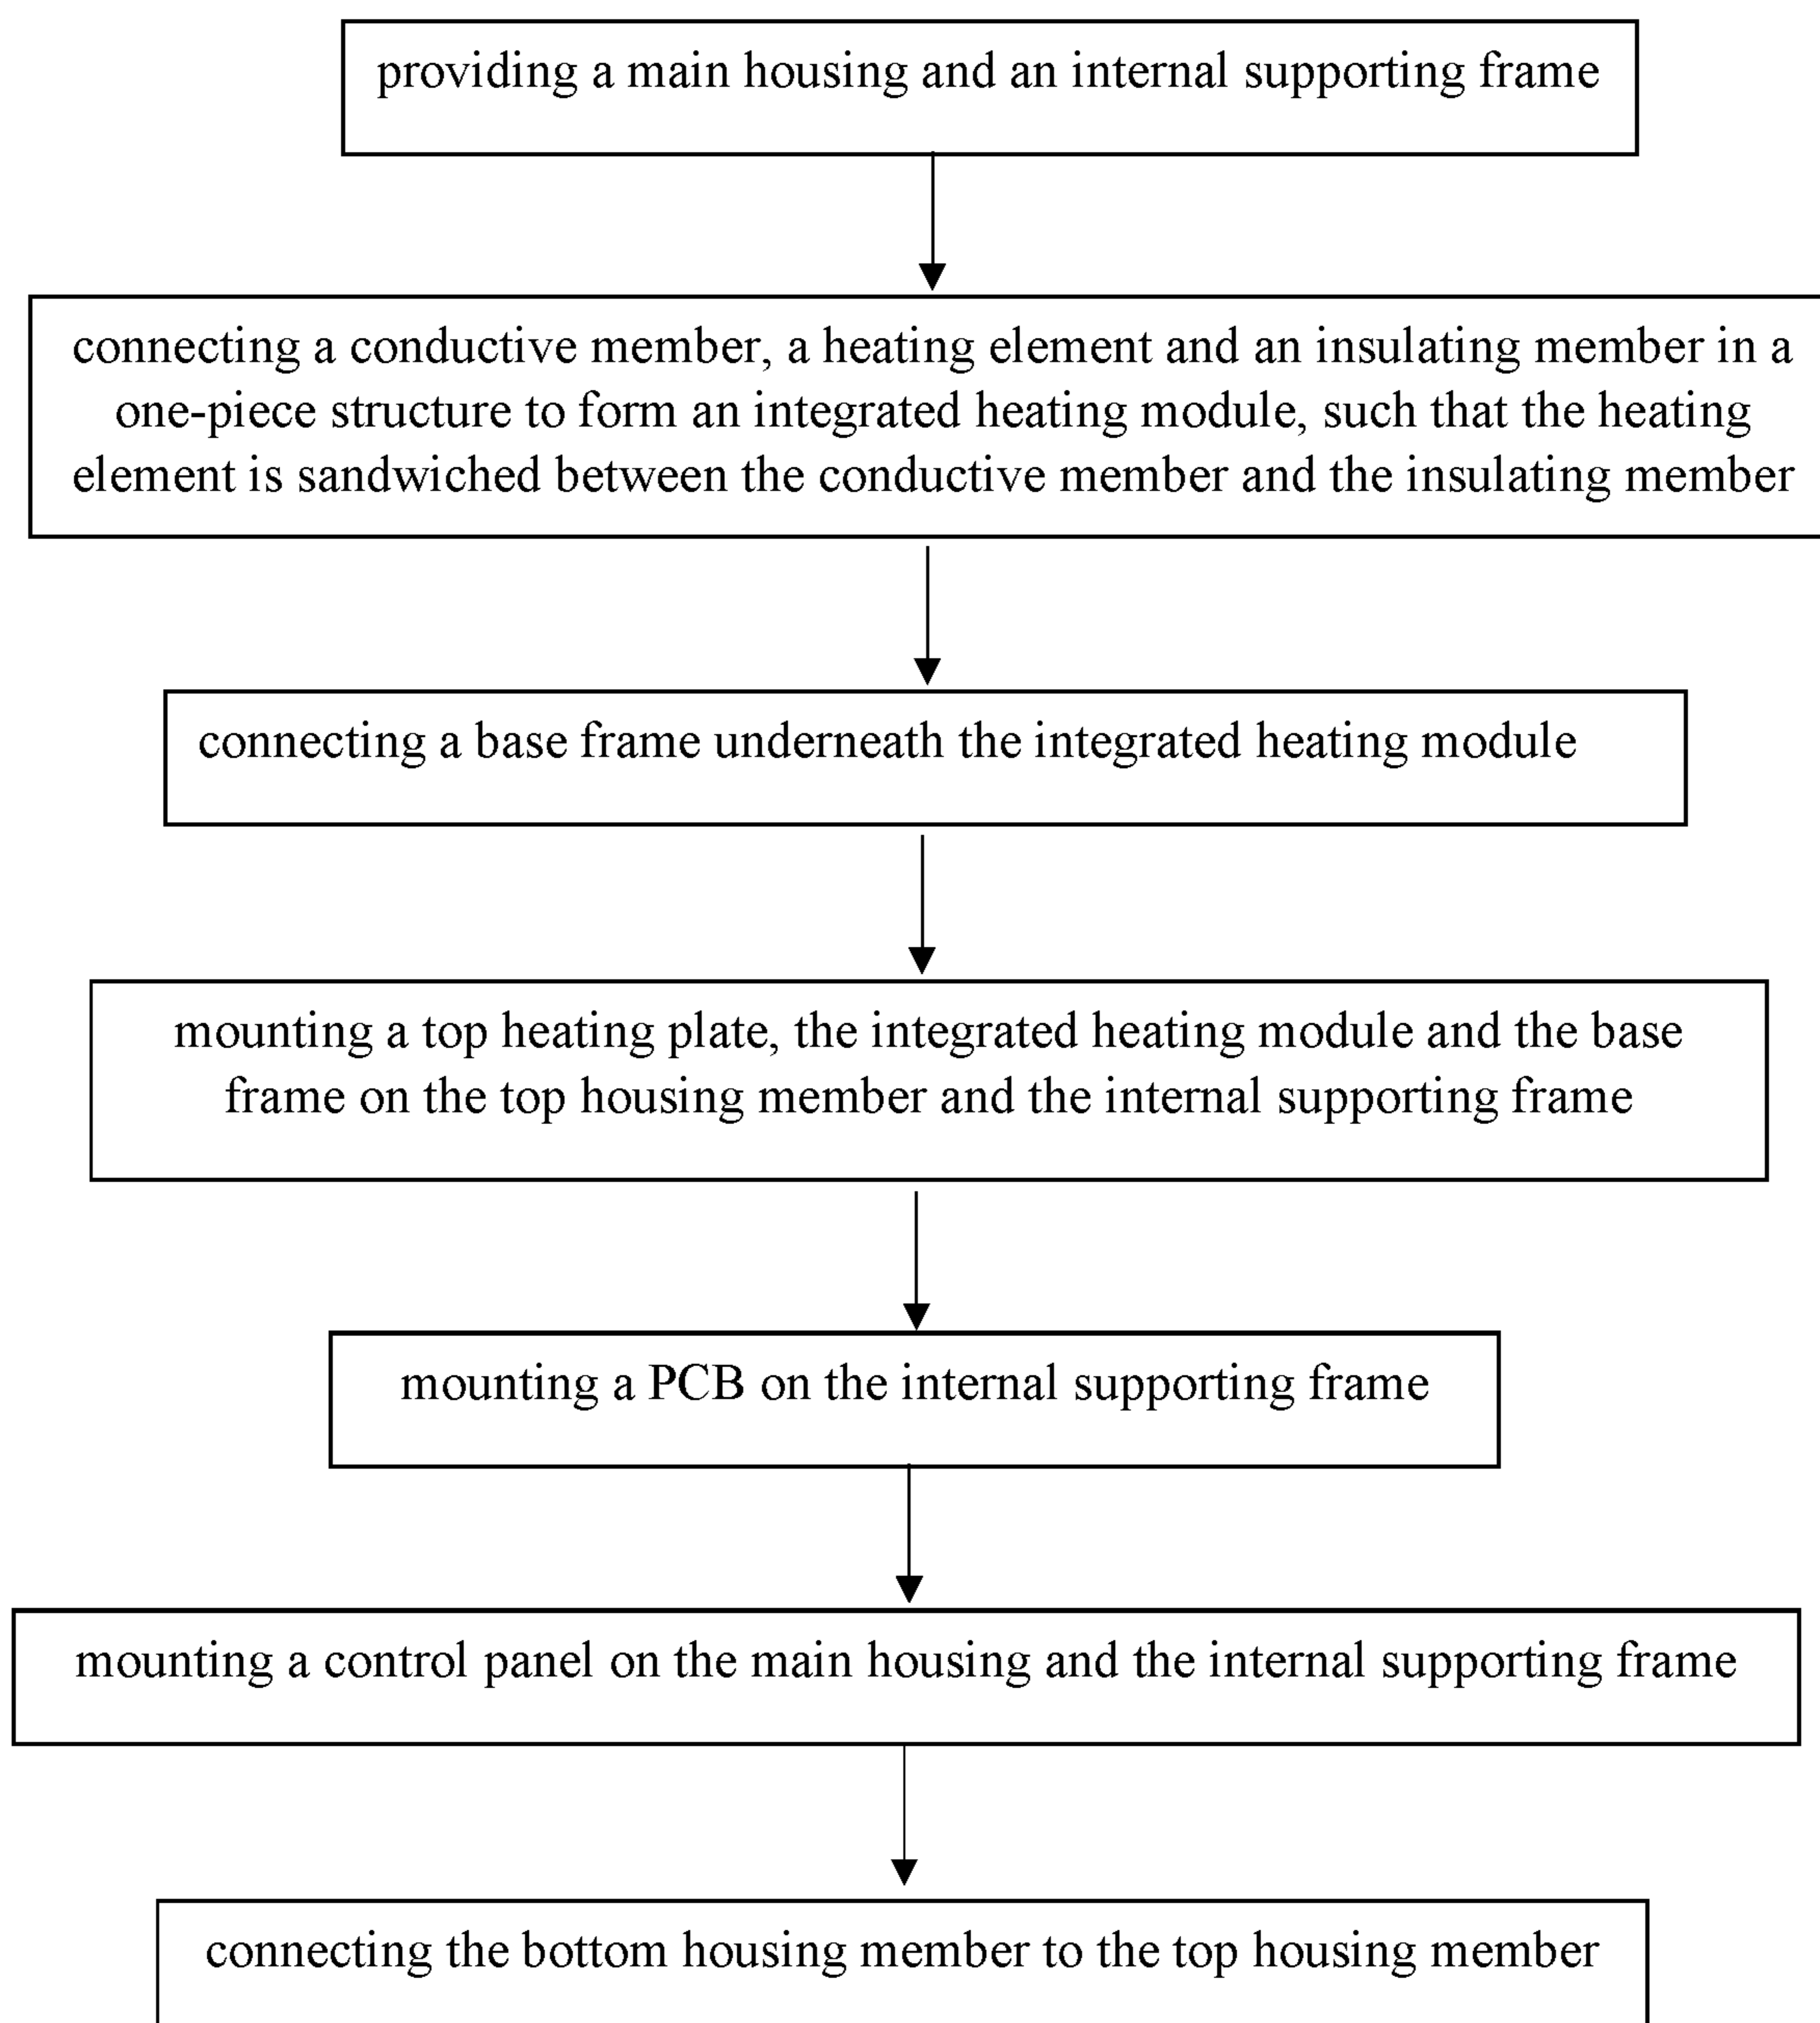 providing a main housing and an internal supporting frame
connecting a conductive member, a heating element and an insulating member in a
one-piece structure to form an integrated heating module, such that the heating
element is sandwiched between the conductive member and the insulating member
connecting a base frame underneath the integrated heating module
mounting a top heating plate, the integrated heating module and the base
frame on the top housing member and the internal supporting frame
mounting a PCB on the internal supporting frame
mounting a control panel on the main housing and the internal supporting frame
connecting the bottom housing member to the top housing member